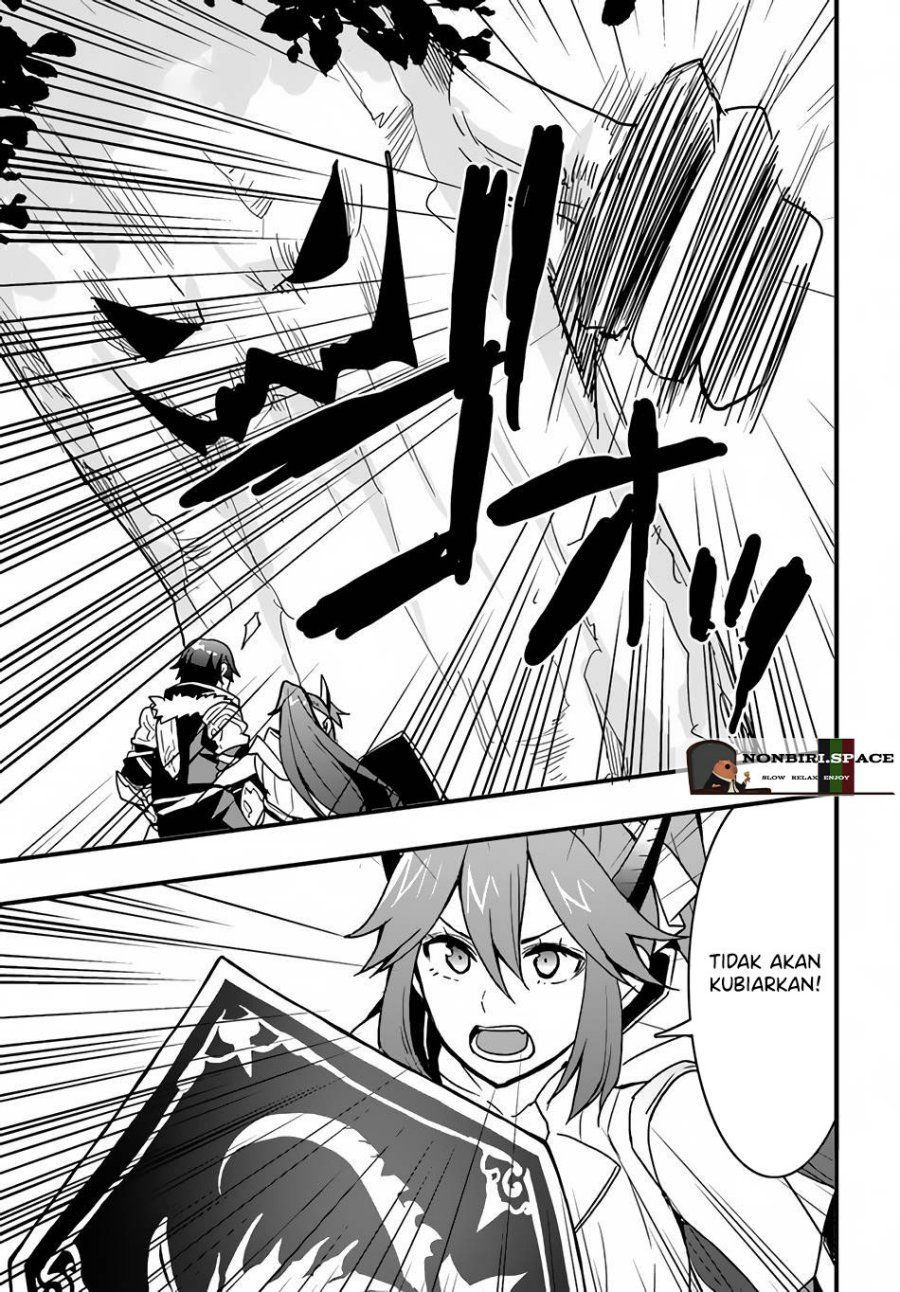 ゴオッ
NONBIRI.SPACE
SLOW RELAX ENJOY
TIDAK AKAN
KUBIARKAN!